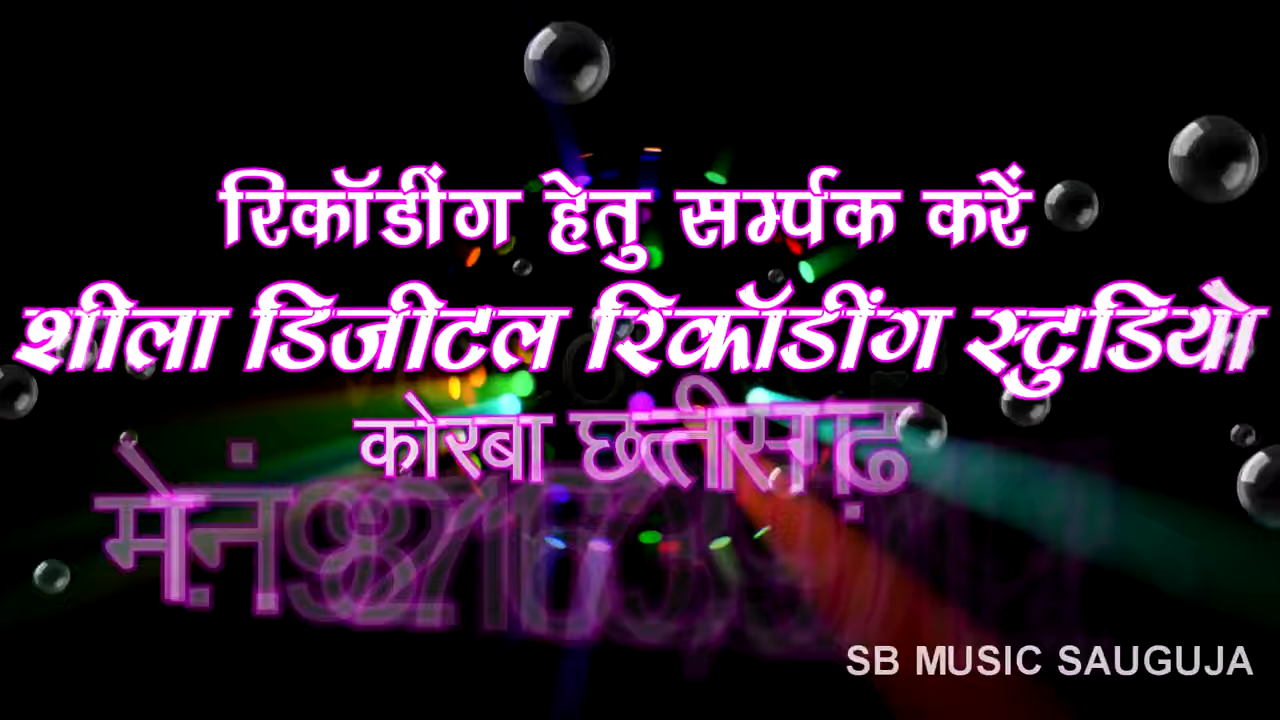 रिकॉर्डींग हेतु सर्म्पक करें
शीला डिजीटल रिकॉर्डींग स्टुडियो
कोरबा छत्तीसगढ़
SB MUSIC SAUGUJA